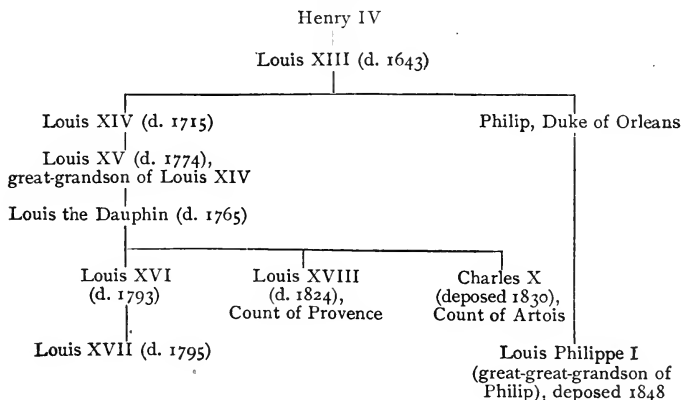 Henry IV
Louis XIII (d. 1643)
Louis XIV (d. 1715)
Philip, Duke of Orleans
Louis XV (d. 1774),
great-grandson of Louis XIV
Louis the Dauphin (d. 1765)
Louis XVI
(d. 1793)
Louis XVIII
(d. 1824),
Count of Provence
Charles X
(deposed 1830),
Count of Artois
Louis XVII (d. 1795)
Louis Philippe I
(great-great-grandson of
Philip), deposed 1848